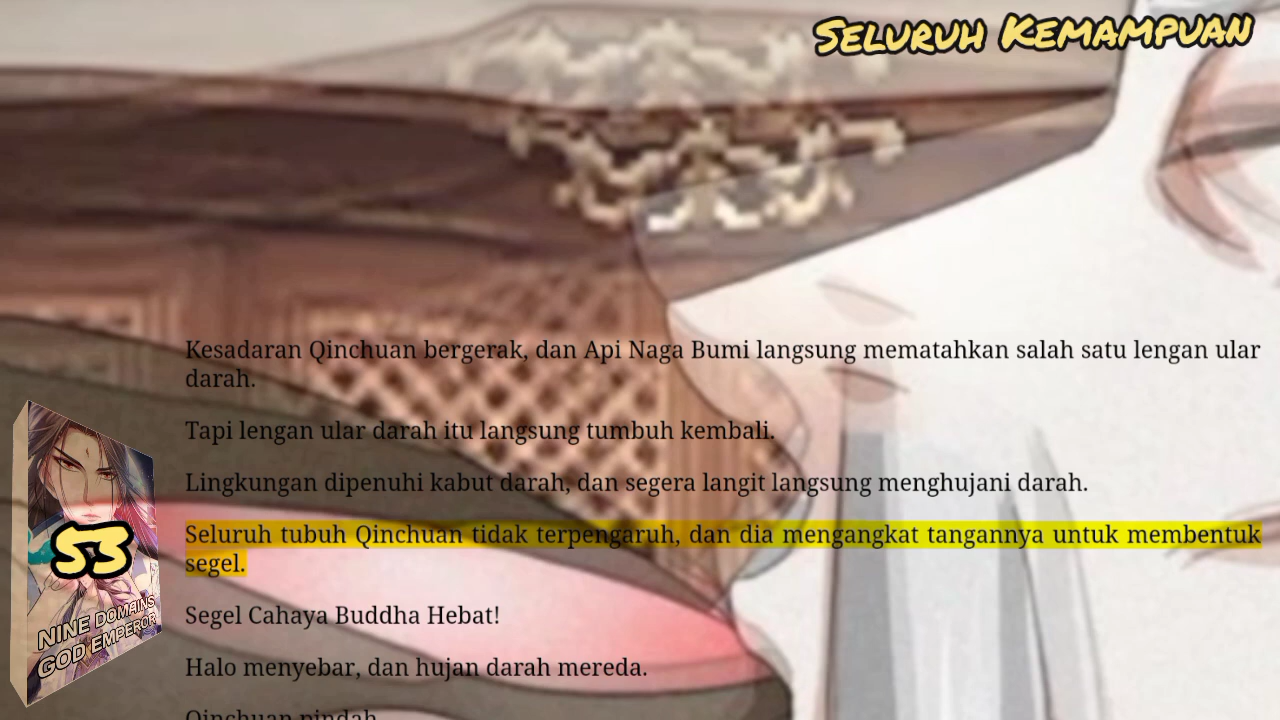 Seluruh Kemampuan
Kesadaran Qinchuan bergerak, dan Api Naga Bumi langsung mematahkan salah satu lengan ular
darah.
Tapi lengan ular darah itu langsung tumbuh kembali.
Lingkungan dipenuhi kabut darah, dan segera langit langsung menghujani darah.
Seluruh tubuh Qinchuan tidak terpengaruh, dan dia mengangkat tangannya untuk membentuk
segel.
Segel Cahaya Buddha Hebat!
Halo menyebar, dan hujan darah mereda.
Qinchuan pindah
53
NINE DOMAINS
GOD EMPEROR